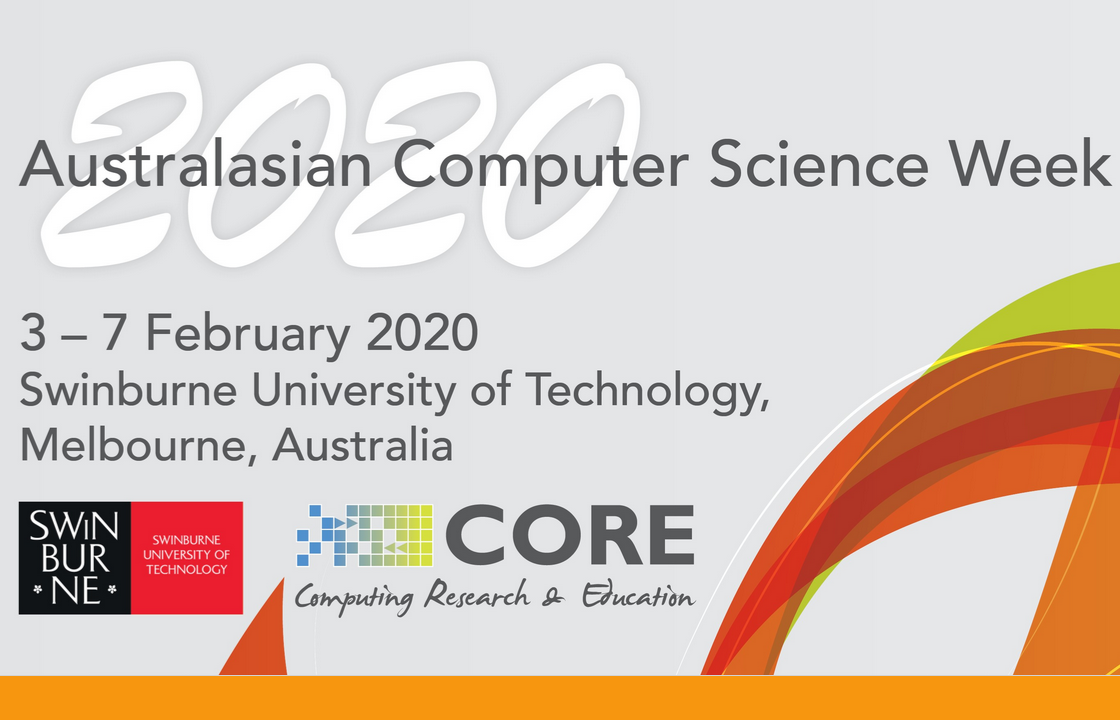 2020
Australasian Computer Science Week
3 – 7 February 2020
Swinburne University of Technology,
Melbourne, Australia
SWIN
BUR
NE
SWINBURNE
UNIVERSITY OF
TECHNOLOGY
CORE
Computing Research & Education